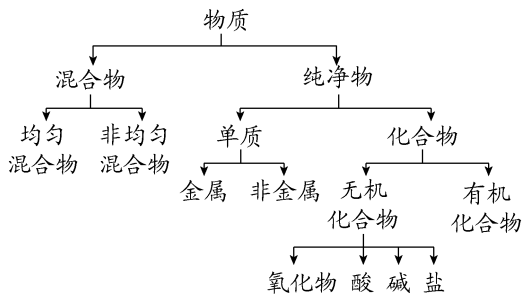 物质
混合物
纯净物
均匀
混合物
非均匀
混合物
单质
化合物
金属
非金属
无机
化合物
有机
化合物
氧化物
酸
碱
盐